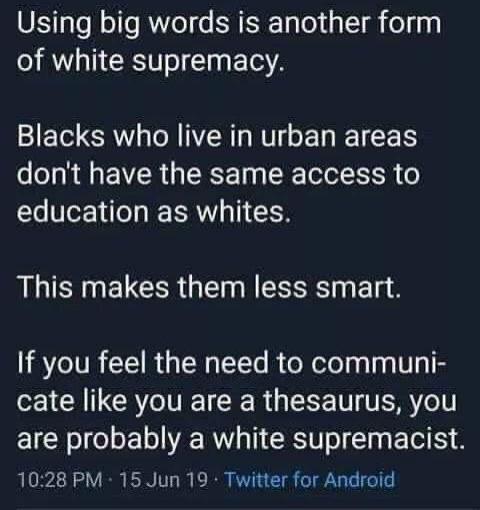 Using big words is another form
of white supremacy.
Blacks who live in urban areas
don't have the same access to
education as whites.
This makes them less smart.
If you feel the need to communi-
cate like you are a thesaurus, you
are probably a white supremacist.
10:28 PM · 15 Jun 19 · Twitter for Android